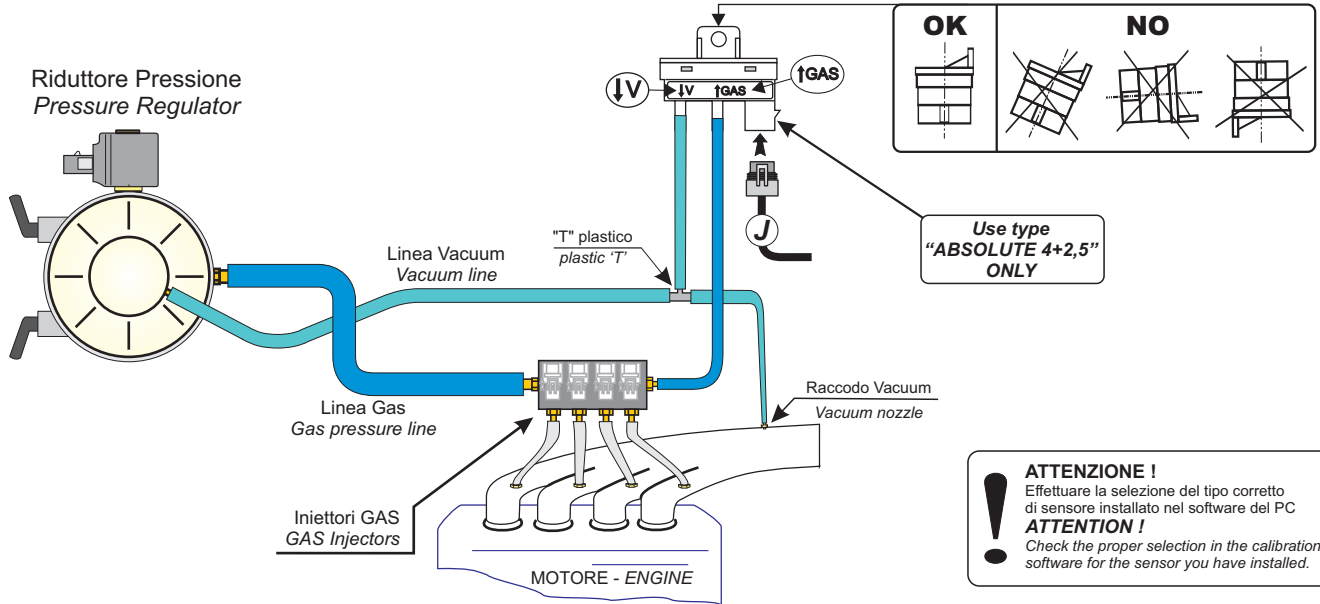 OK
NO
Riduttore Pressione
Pressure Regulator
↓V
↑GAS
↓V
↑GAS
J
Use type
“ABSOLUTE 4+2,5”
ONLY
"T" plastico
plastic ‘T’
Linea Vacuum
Vacuum line
Linea Gas
Gas pressure line
Raccodo Vacuum
Vacuum nozzle
Iniettori GAS
GAS Injectors
MOTORE - ENGINE
ATTENZIONE !
Effettuare la selezione del tipo corretto
di sensore installato nel software del PC
ATTENTION !
Check the proper selection in the calibration
software for the sensor you have installed.